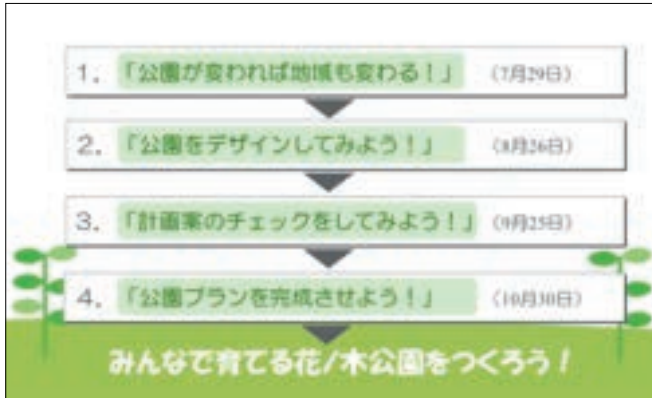 1. 「公園が変われば地域も変わる!」 (7月29日)
2. 「公園をデザインしてみよう!」 (8月26日)
3. 「計画案のチェックをしてみよう!」 (9月25日)
4. 「公園プランを完成させよう!」 (10月30日)
みんなで育てる花ノ木公園をつくろう!